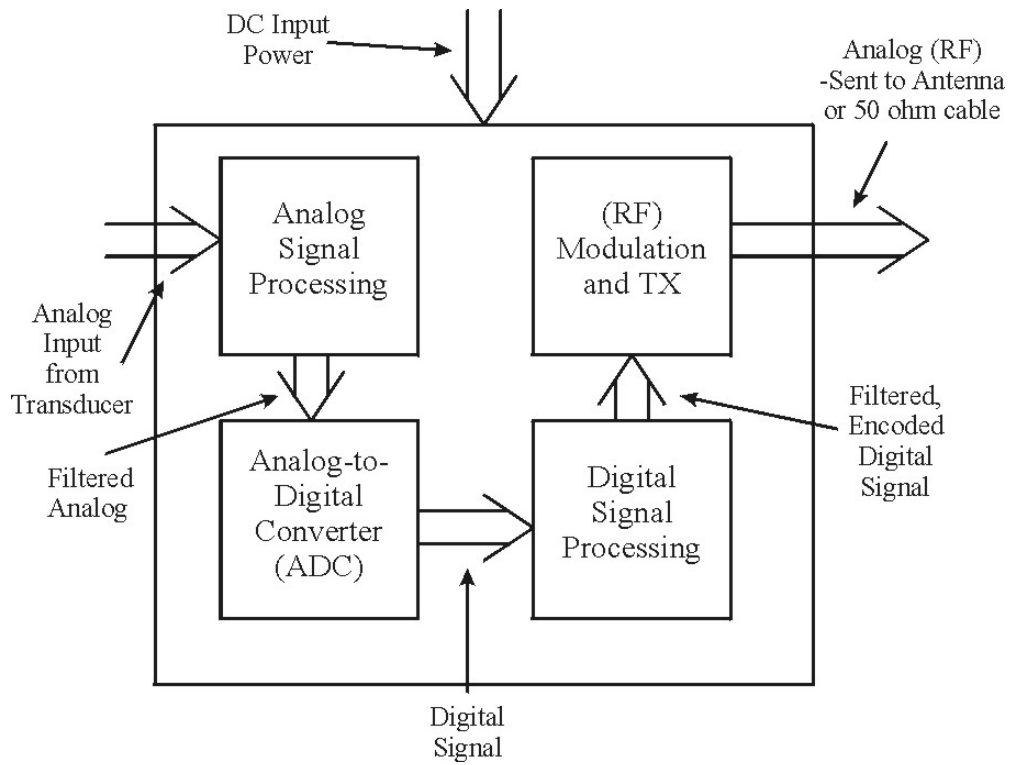 DC Input
Power
Analog (RF)
-Sent to Antenna
or 50 ohm cable
Analog
Signal
Processing
(RF)
Modulation
and TX
Analog
Input
from
Transducer
Filtered
Analog
Analog-to-
Digital
Converter
(ADC)
Digital
Signal
Processing
Filtered,
Encoded
Digital
Signal
Digital
Signal